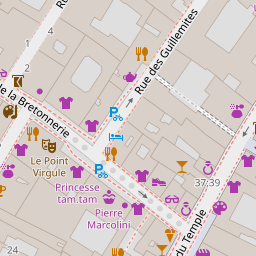 Ru
4
2
Rue des Guillemites
de la Bretonnerie
Le Point
Virgule
Princesse
tam.tam
Pierre
Marcolini
37;39
du Temple
24